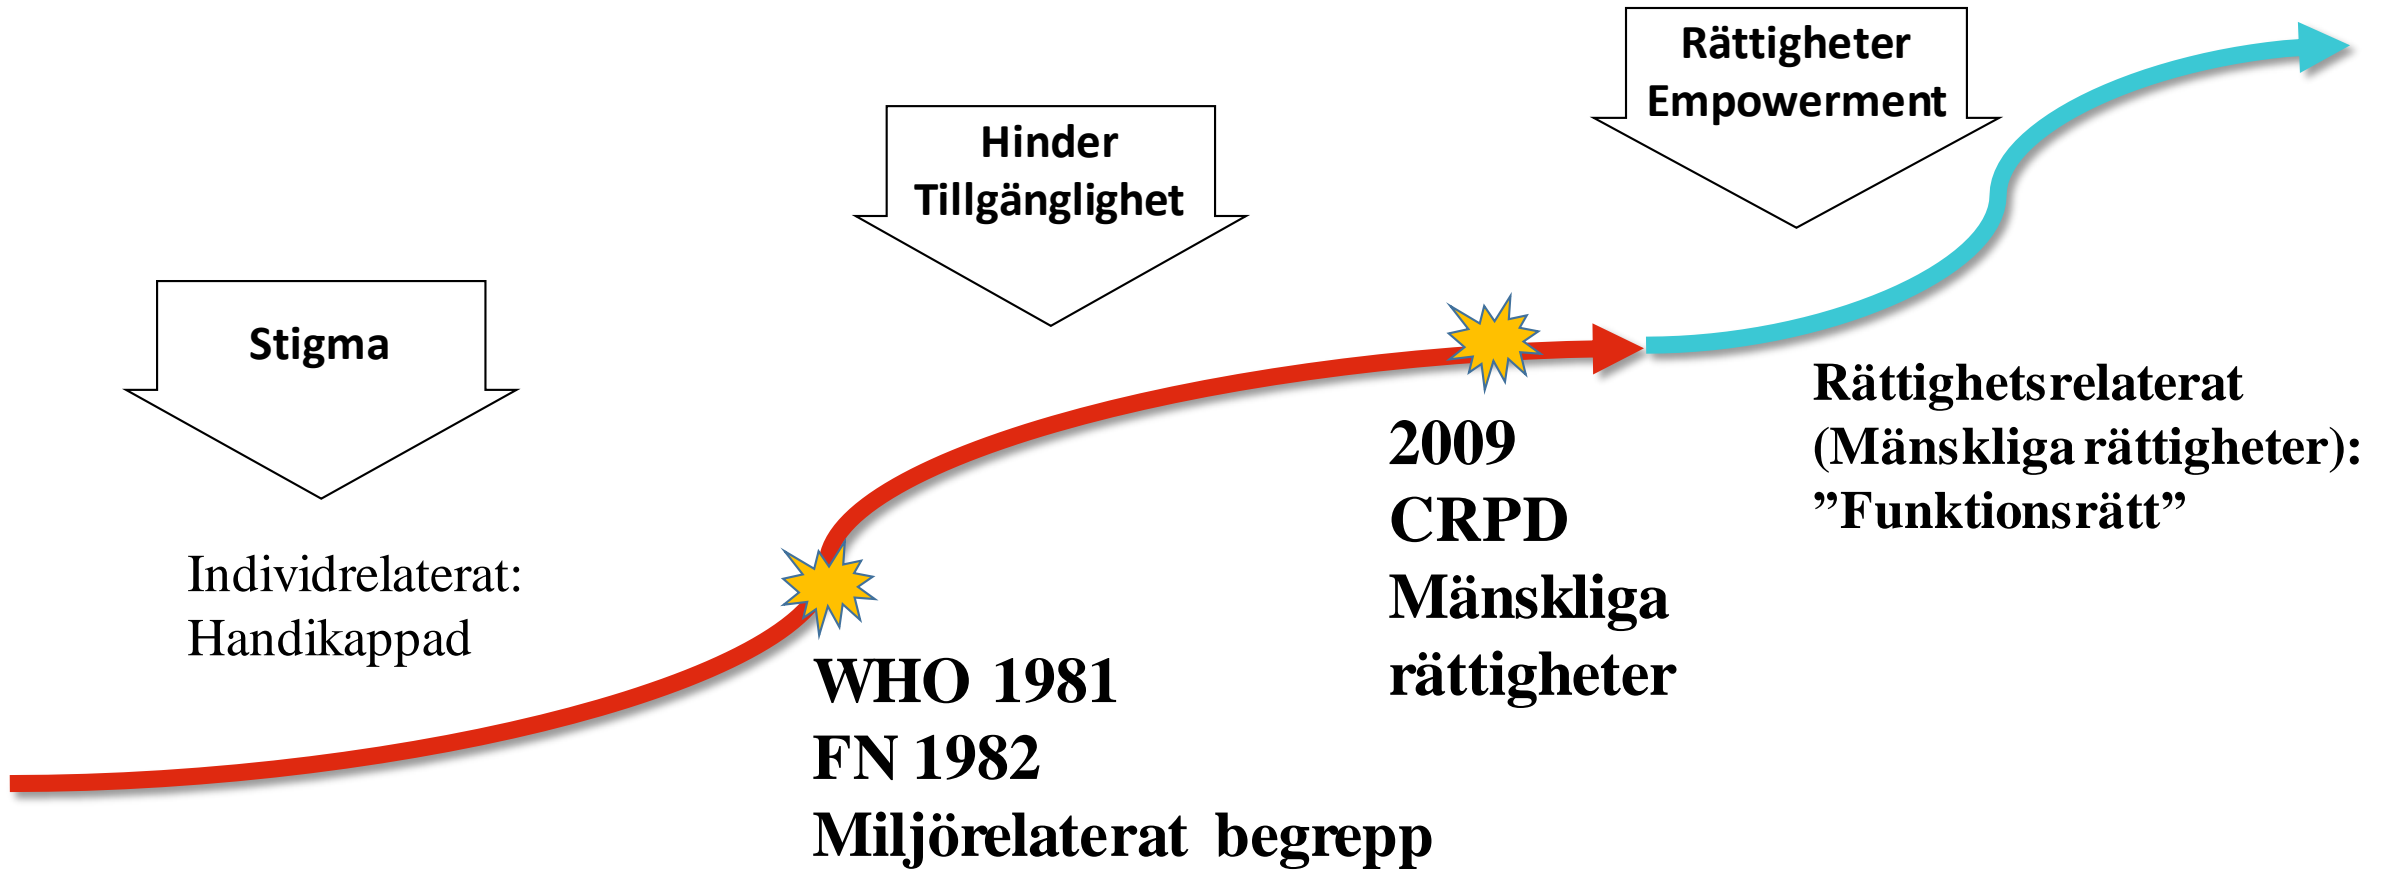 Stigma
Individrelaterat:
Handikappad
Hinder
Tillgänglighet
WHO 1981
FN 1982
Miljörelaterat begrepp
2009
CRPD
Mänskliga
rättigheter
Rättigheter
Empowerment
Rättighetsrelaterat
(Mänskliga rättigheter):
”Funktionsrätt”